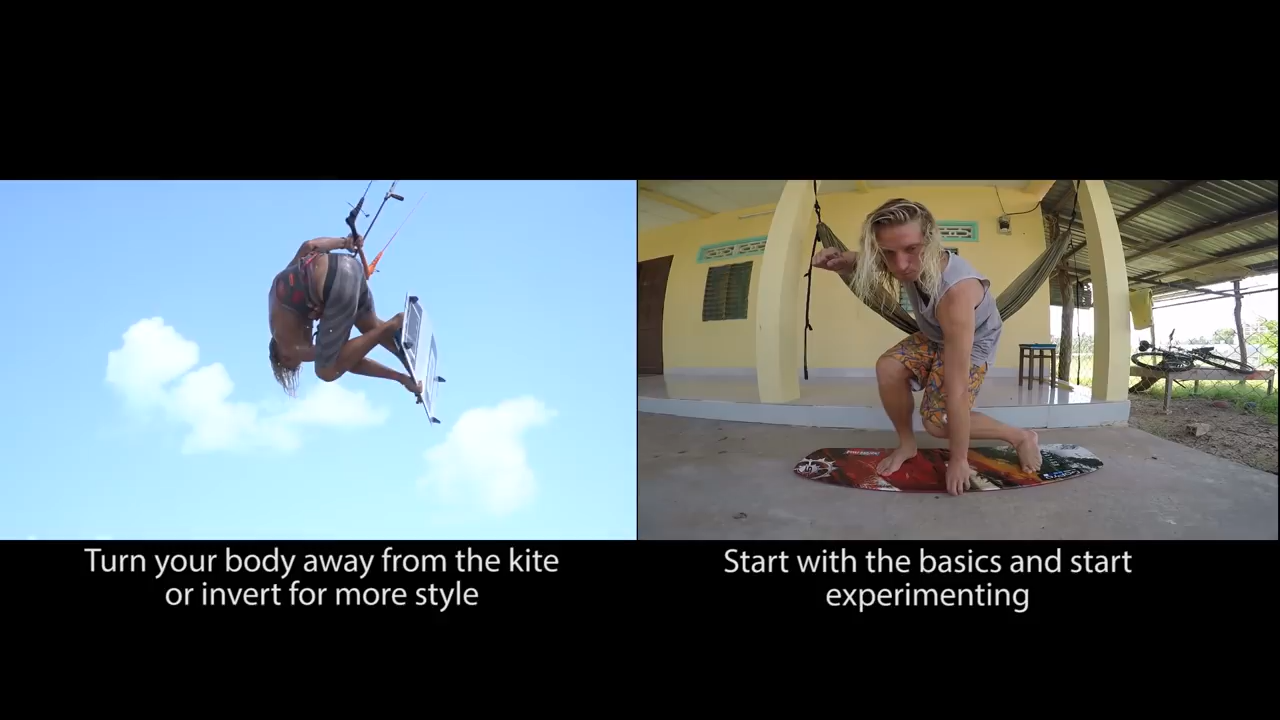 Turn your body away from the kite
or invert for more style
Start with the basics and start
experimenting